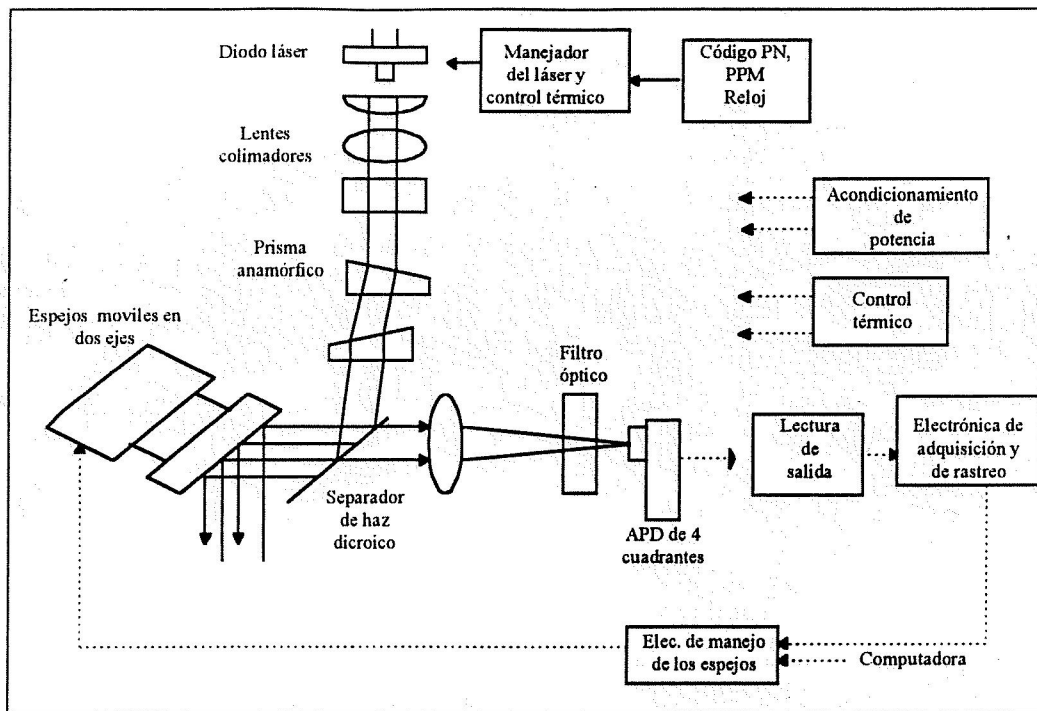 Diodo láser
Manejador
del láser y
control térmico
Código PN,
PPM
Reloj
Lentes
colimadores
Acondicionamiento
de
potencia
Prisma
anamórfico
Control
térmico
Espejos moviles en
dos ejes
Filtro
óptico
Lectura
de
salida
Electrónica de
adquisición y
de rastreo
Separador
de haz
dicroico
APD de 4
cuadrantes
Elec. de manejo
de los espejos
Computadora